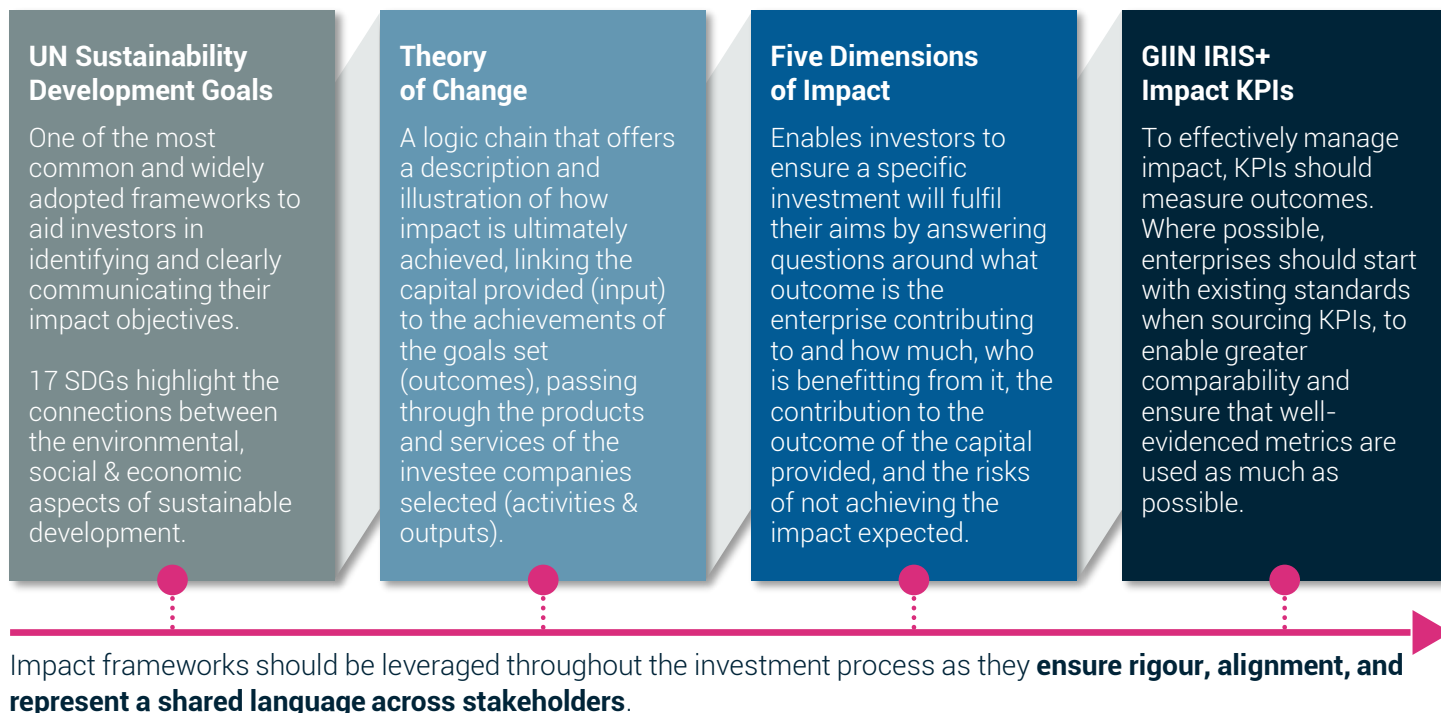 UN Sustainability
Development Goals
One of the most
common and widely
adopted frameworks to
aid investors in
identifying and clearly
communicating their
impact objectives.
17 SDGs highlight the
connections between
the environmental,
social & economic
aspects of sustainable
development.
Theory
of Change
A logic chain that offers
a description and
illustration of how
impact is ultimately
achieved, linking the
capital provided (input)
to the achievements of
the goals set
(outcomes), passing
through the products
and services of the
investee companies
selected (activities &
outputs).
Five Dimensions
of Impact
Enables investors to
ensure a specific
investment will fulfil
their aims by answering
questions around what
outcome is the
enterprise contributing
to and how much, who
is benefitting from it, the
contribution to the
outcome of the capital
provided, and the risks
of not achieving the
impact expected.
GIIN IRIS+
Impact KPIs
To effectively manage
impact, KPIs should
measure outcomes.
Where possible,
enterprises should start
with existing standards
when sourcing KPIs, to
enable greater
comparability and
ensure that well-
evidenced metrics are
used as much as
possible.
Impact frameworks should be leveraged throughout the investment process as they ensure rigour, alignment, and
represent a shared language across stakeholders.